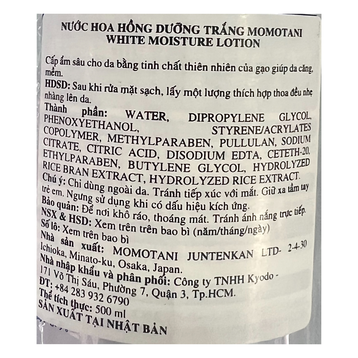 NƯỚC HOA HỒNG DƯỠNG TRẮNG MOMOTANI
WHITE MOISTURE LOTION
Cấp ẩm sâu cho da bằng tinh chất thiên nhiên của gạo giúp da căng,
mềm.
HDSD: Sau khi rửa mặt sạch, lấy một lượng thích hợp thoa đều nhẹ
nhàng lên da.
Thành phần: WATER, DIPROPYLENE GLYCOL,
PHENOXYETHANOL, STYRENE/ACRYLATES
COPOLYMER, METHYLPARABEN, PULLULAN, SODIUM
CITRATE, CITRIC ACID, DISODIUM EDTA, CETETH-20,
ETHYLPARABEN, BUTYLENE GLYCOL, HYDROLYZED
RICE BRAN EXTRACT, HYDROLYZED RICE EXTRACT.
Chú ý: Chỉ dùng ngoài da. Tránh tiếp xúc với mắt. Giữ xa tầm tay
trẻ em. Ngưng sử dụng khi có dấu hiệu kích ứng.
Bảo quản: Để nơi khô ráo, thoáng mát. Tránh ánh nắng trực tiếp.
NSX & HSD: Xem trên bao bì (năm/tháng/ngày)
Số lô: Xem trên bao bì
Nhà sản xuất: MOMOTANI JUNTENKAN LTD- 2-4-30
Ichioka, Minato-ku, Osaka, Japan.
Nhà nhập khẩu và phân phối: Công ty TNHH Kyodo -
171 Võ Thị Sáu, Phường 7, Quận 3, Tp.HCM.
ĐT: +84 283 932 6790
Thể tích thực: 500 ml
SẢN XUẤT TẠI NHẬT BẢN